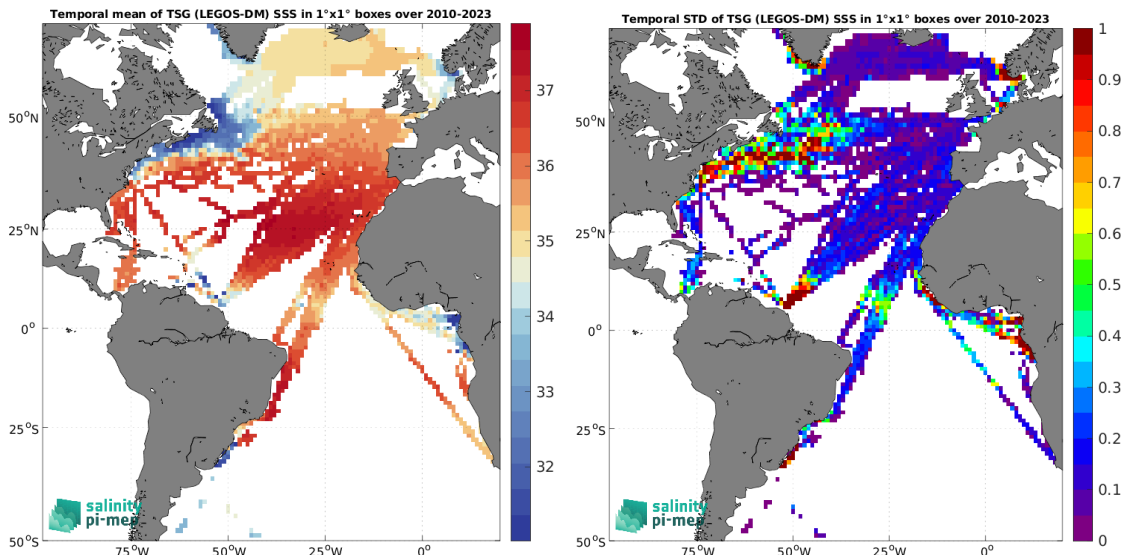 Temporal mean of TSG (LEGOS-DM) SSS in 1°x1° boxes over 2010-2023
50°N
25°N
0°
25°S
50°S
75°W
50°W
25°W
0°
37
36
35
34
33
32
salinity
pi-mep
Temporal STD of TSG (LEGOS-DM) SSS in 1°x1° boxes over 2010-2023
50°N
25°N
0°
25°S
50°S
75°W
50°W
25°W
0°
1
0.9
0.8
0.7
0.6
0.5
0.4
0.3
0.2
0.1
0
salinity
pi-mep